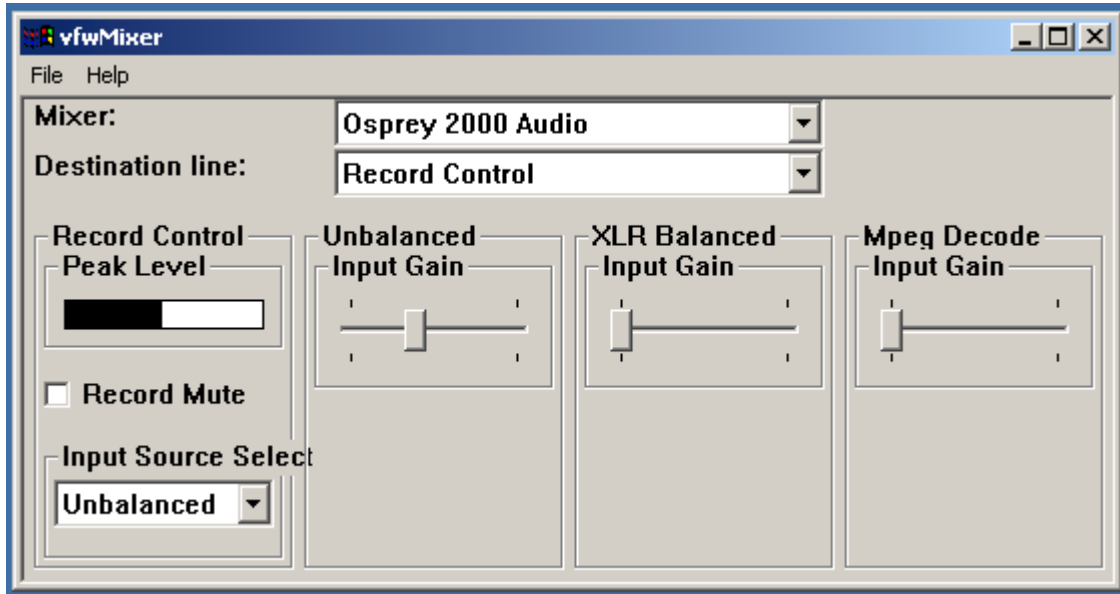 vfwMixer
File Help
Mixer: Osprey 2000 Audio
Destination line: Record Control
Record Control Unbalanced XLR Balanced Mpeg Decode
Peak Level Input Gain Input Gain Input Gain
Record Mute
Input Source Select
Unbalanced